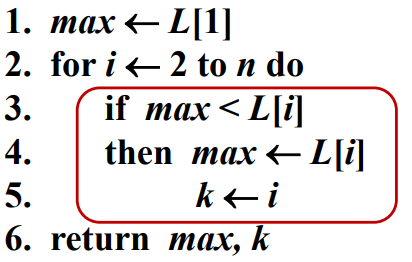 1. max ← L[1]
2. for i ← 2 to n do
3. if max < L[i]
4. then max ← L[i]
5. k ← i
6. return max, k